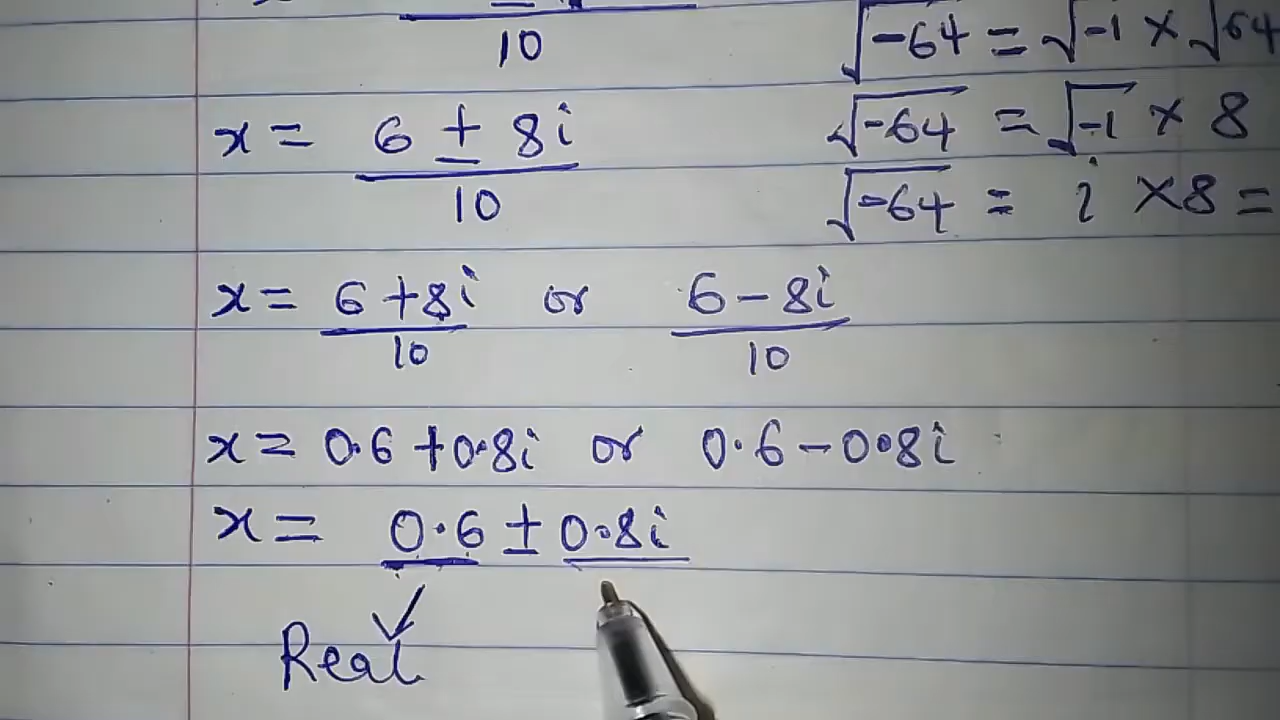 10
√-64 = √-1 × √64
x = 6 ± 8i / 10
√-64 = √-1 × 8
√-64 = i × 8 =
x = 6 + 8i / 10 or 6 - 8i / 10
x = 0.6 + 0.8i or 0.6 - 0.8i
x = 0.6 ± 0.8i
Real